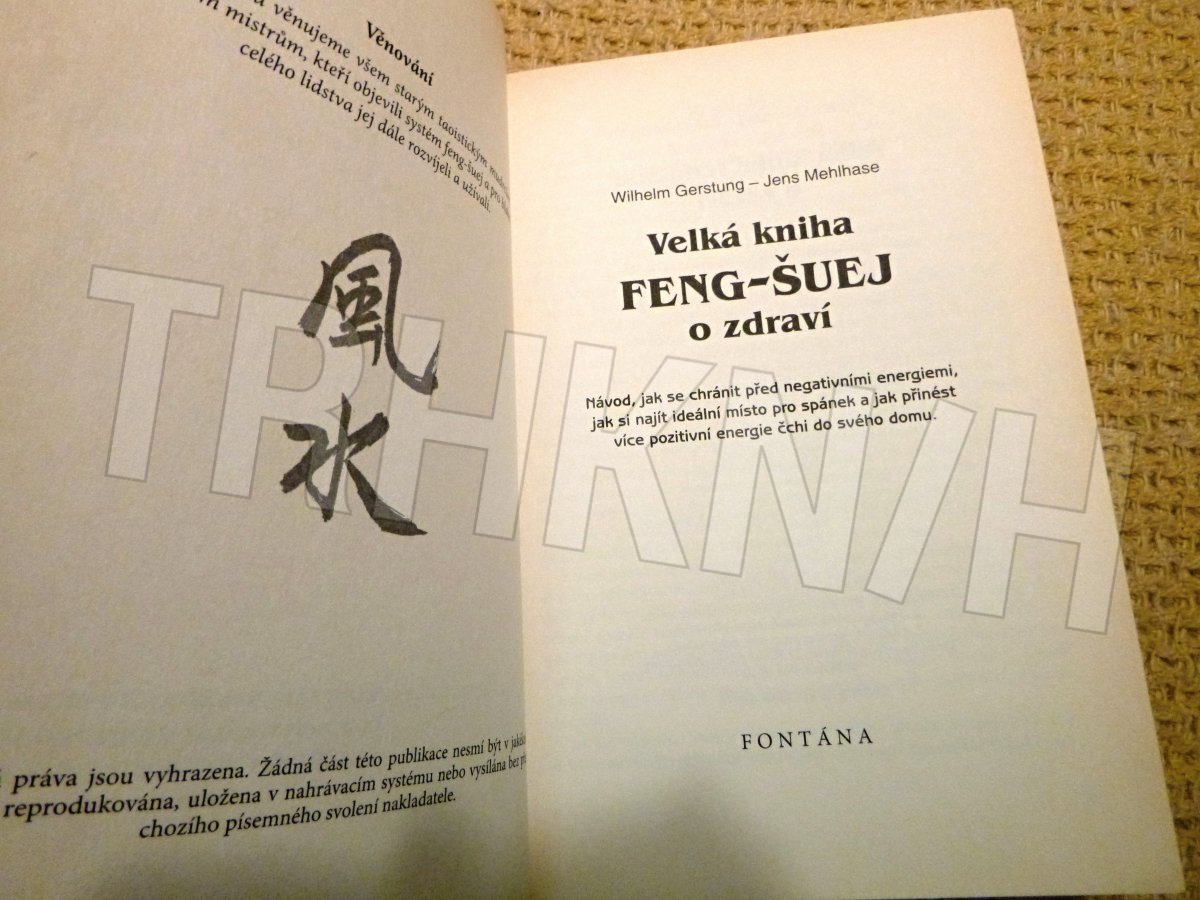 Věnování
věnujeme všem starým taoistickým
mistrům, kteří objevili systém feng-šuej a pro
celého lidstva jej dále rozvíjeli a užívali.
風
水
práva jsou vyhrazena. Žádná část této publikace nesmí být v
reprodukována, uložena v nahrávacím systému nebo vysílána bez
chozího písemného svolení nakladatele.
Wilhelm Gerstung – Jens Mehlhase
Velká kniha
FENG-ŠUEJ
o zdraví
Návod, jak se chránit před negativními energiemi,
jak si najít ideální místo pro spánek a jak přinést
více pozitivní energie čchi do svého domu.
FONTÁNA
TRHKNIH